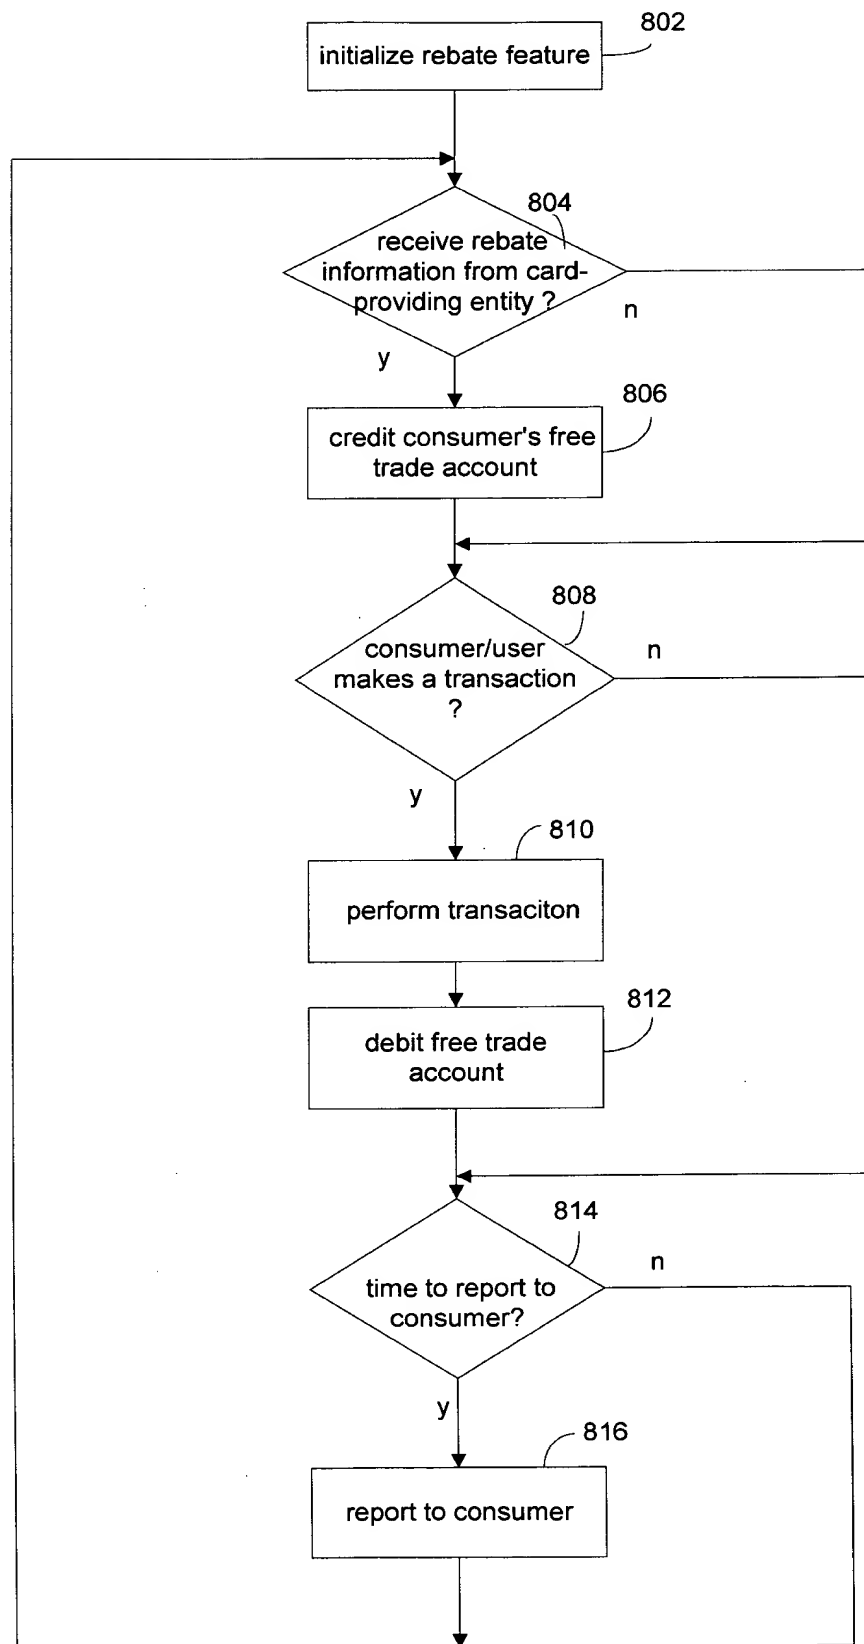 802
initialize rebate feature
804
receive rebate
information from card-
providing entity ?
n
y
806
credit consumer's free
trade account
808
consumer/user
makes a transaction
?
n
y
810
perform transaciton
812
debit free trade
account
814
n
time to report to
consumer?
y
816
report to consumer